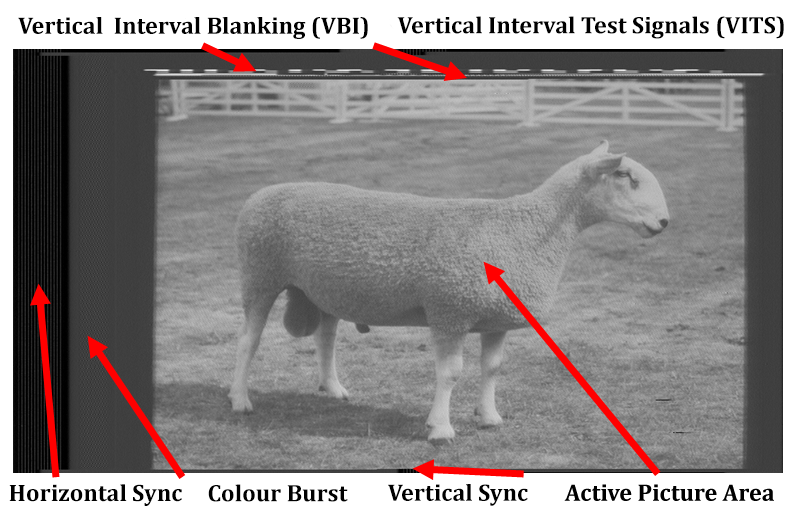 Vertical Interval Blanking (VBI) Vertical Interval Test Signals (VITS)
Horizontal Sync Colour Burst Vertical Sync Active Picture Area